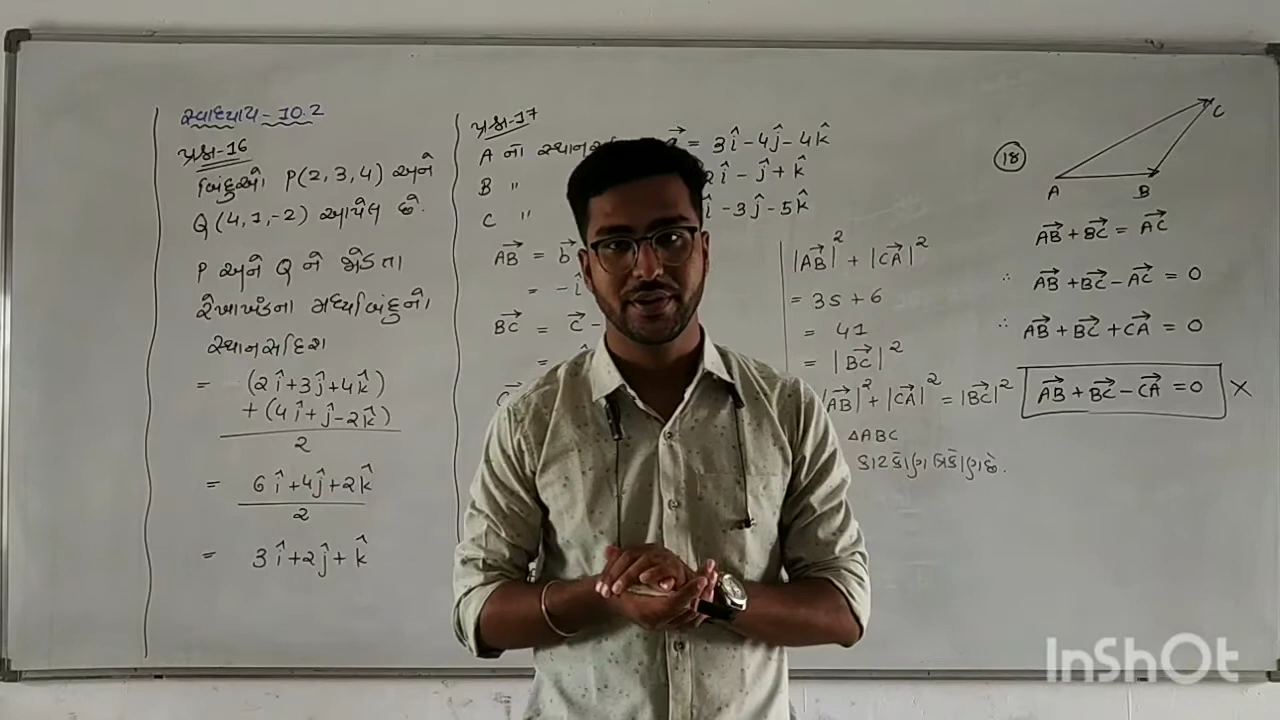 સ્વાધ્યાય - 10.2
પ્રશ્ન-16
બિંદુઓ P(2,3,4) અને
Q(4,1,-2) આપેલ છે.
P અને Q ને જોડતા
રેખાખંડના મધ્યબિંદુનો
સ્થાનસદિશ
= (2î+3ĵ+4k̂)
+ (4î+ĵ-2k̂)
2
= 6î+4ĵ+2k̂
2
= 3î+2ĵ+k̂
પ્રશ્ન-17
A નો = 3î-4ĵ-4k̂
B " î-ĵ+k̂
C " î-3ĵ-5k̂
AB⃗ = b⃗
= -î
BC⃗ = c⃗ -
=
|AB⃗|² + |CA⃗|²
= 35+6
= 41
= |BC⃗|²
|AB⃗|² + |CA⃗|² = |BC⃗|²
△ABC
કાટકોણ ત્રિકોણ છે.
18
A B C
AB⃗ + BC⃗ = AC⃗
∴ AB⃗ + BC⃗ - AC⃗ = 0
∴ AB⃗ + BC⃗ + CA⃗ = 0
AB⃗ + BC⃗ - CA⃗ = 0 ×
InShOt